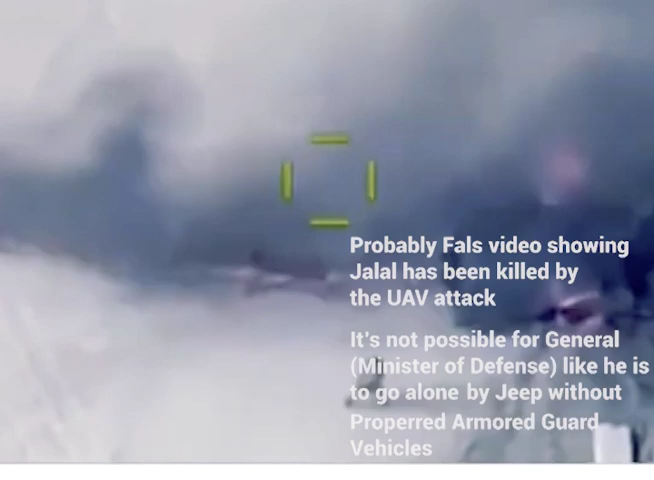 Probably Fals video showing
Jalal has been killed by
the UAV attack
It's not possible for General
(Minister of Defense) like he is
to go alone by Jeep without
Properred Armored Guard
Vehicles